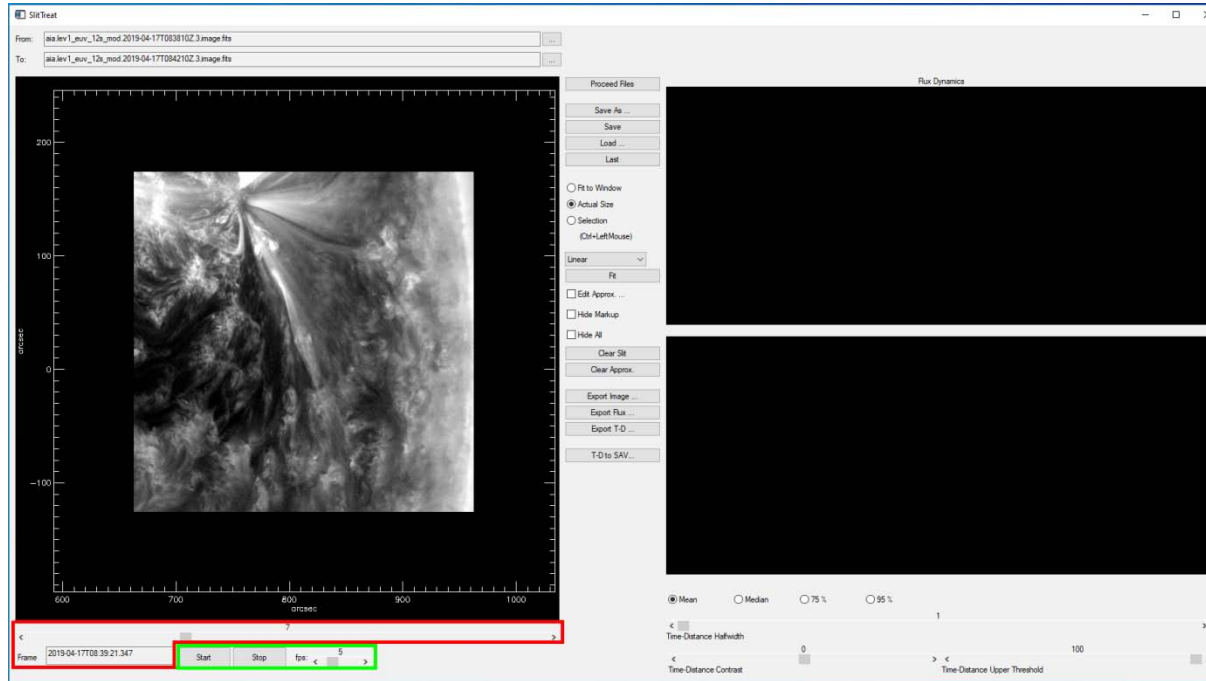 SlitTreat
From: aia.lev1_euv_12s_mod.2019-04-17T083810Z.3.image.fits ...
To: aia.lev1_euv_12s_mod.2019-04-17T084210Z.3.image.fits ...
200
100
0
-100
arcsec
600 700 800 900 1000
arcsec
7
< >
Frame 2019-04-17T08:39:21.347 Start Stop fps: < 5 >
Proceed Files
Save As ...
Save
Load ...
Last
Fit to Window
Actual Size
Selection
(Ctrl+LeftMouse)
Linear
Fit
Edit Approx. ...
Hide Markup
Hide All
Clear Slit
Clear Approx.
Export Image ...
Export Flux ...
Export T-D ...
T-D to SAV...
Flux Dynamics
Mean Median 75 % 95 %
1
< >
Time-Distance Halfwidth
0 100
< > <
Time-Distance Contrast Time-Distance Upper Threshold